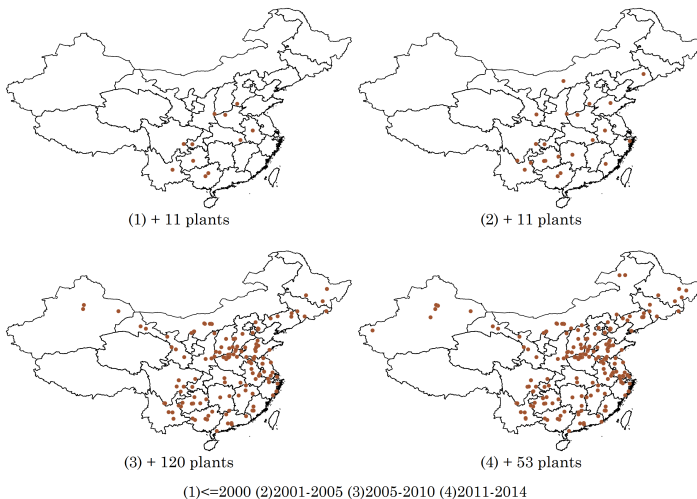 (1) + 11 plants
(2) + 11 plants
(3) + 120 plants
(4) + 53 plants
(1)<=2000 (2)2001-2005 (3)2005-2010 (4)2011-2014